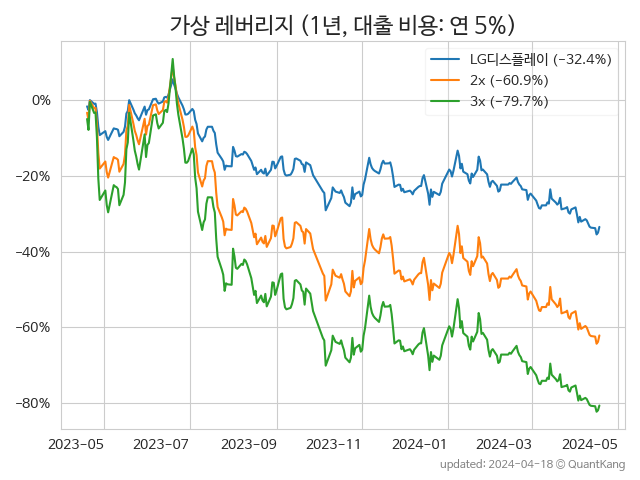 가상 레버리지 (1년, 대출 비용: 연 5%)
LG디스플레이 (−32.4%)
2x (−60.9%)
3x (−79.7%)
0%
−20%
−40%
−60%
−80%
2023-05 2023-07 2023-09 2023-11 2024-01 2024-03 2024-05
updated: 2024-04-18 © QuantKang